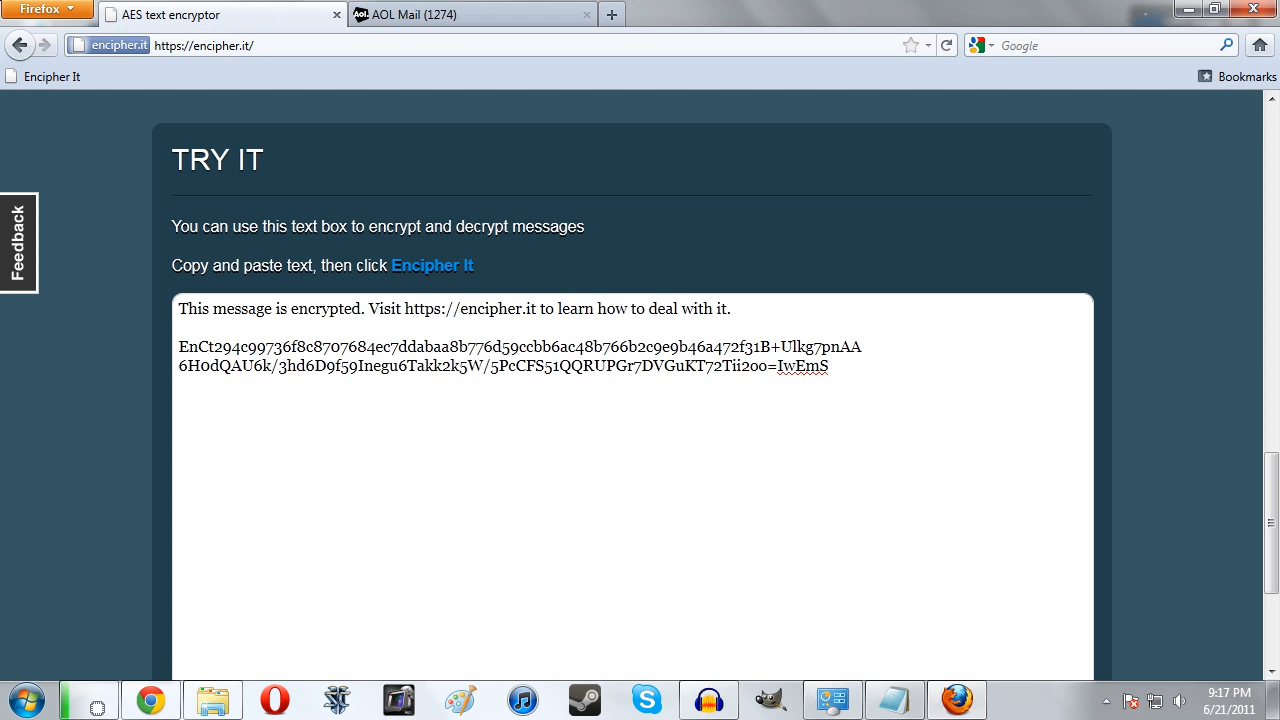 Firefox
AES text encryptor
AOL Mail (1274)
encipher.it https://encipher.it/
Google
Encipher It
Bookmarks
Feedback
TRY IT
You can use this text box to encrypt and decrypt messages
Copy and paste text, then click Encipher It
This message is encrypted. Visit https://encipher.it to learn how to deal with it.
EnCt294c99736f8c8707684ec7ddabaa8b776d59ccbb6ac48b766b2c9e9b46a472f31B+Ulkg7pnAA
6H0dQAU6k/3hd6D9f59Inegu6Takk2k5W/5PcCFS51QQRUPGr7DVGuKT72Tii2oo=IwEmS
9:17 PM
6/21/2011